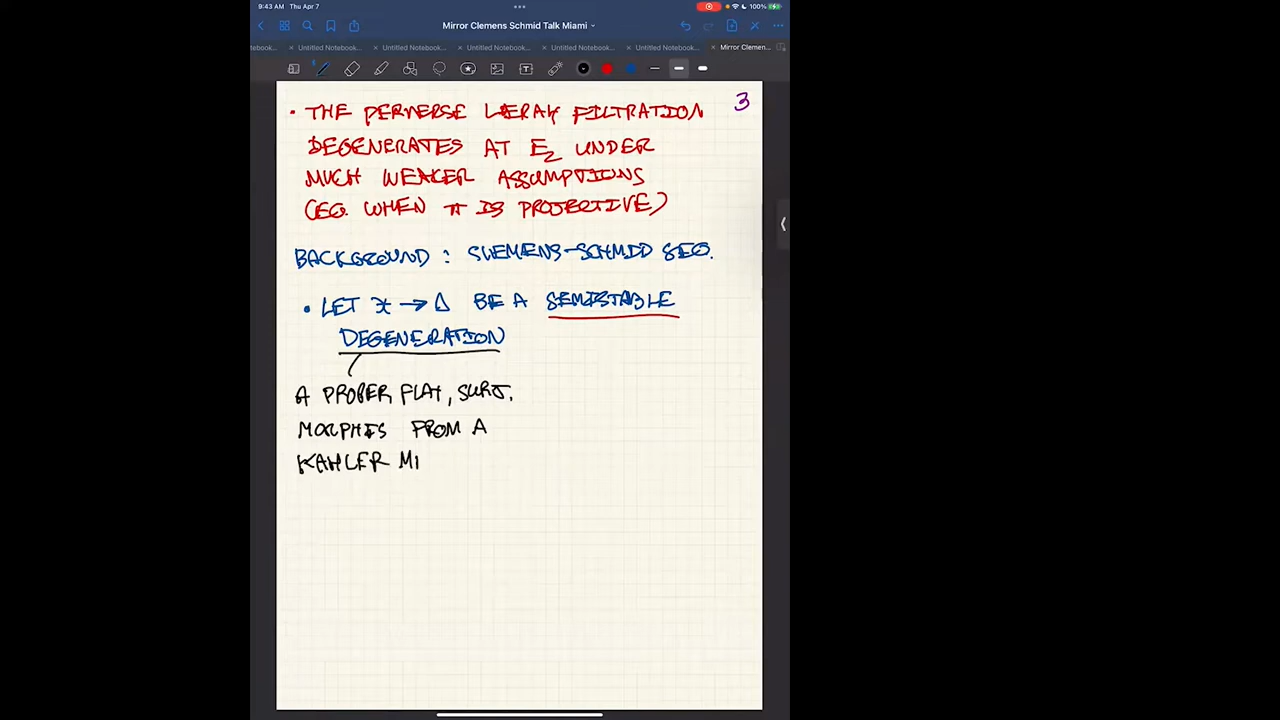 9:43 AM Thu Apr 7
100%
Mirror Clemens Schmid Talk Miami
ebook... Untitled Notebook... Untitled Notebook... Untitled Notebook... Untitled Notebook... Untitled Notebook... Mirror Clemen...
3
• THE PERVERSE LERAY FILTRATION
DEGENERATES AT E₂ UNDER
MUCH WEAKER ASSUMPTIONS
(EG. WHEN π IS PROJECTIVE)
BACKGROUND : CLEMENS-SCHMID SEQ.
• LET 𝒳 → Δ BE A SEMISTABLE
DEGENERATION
A PROPER FLAT, SURJ.
MORPHIS FROM A
KAHLER M